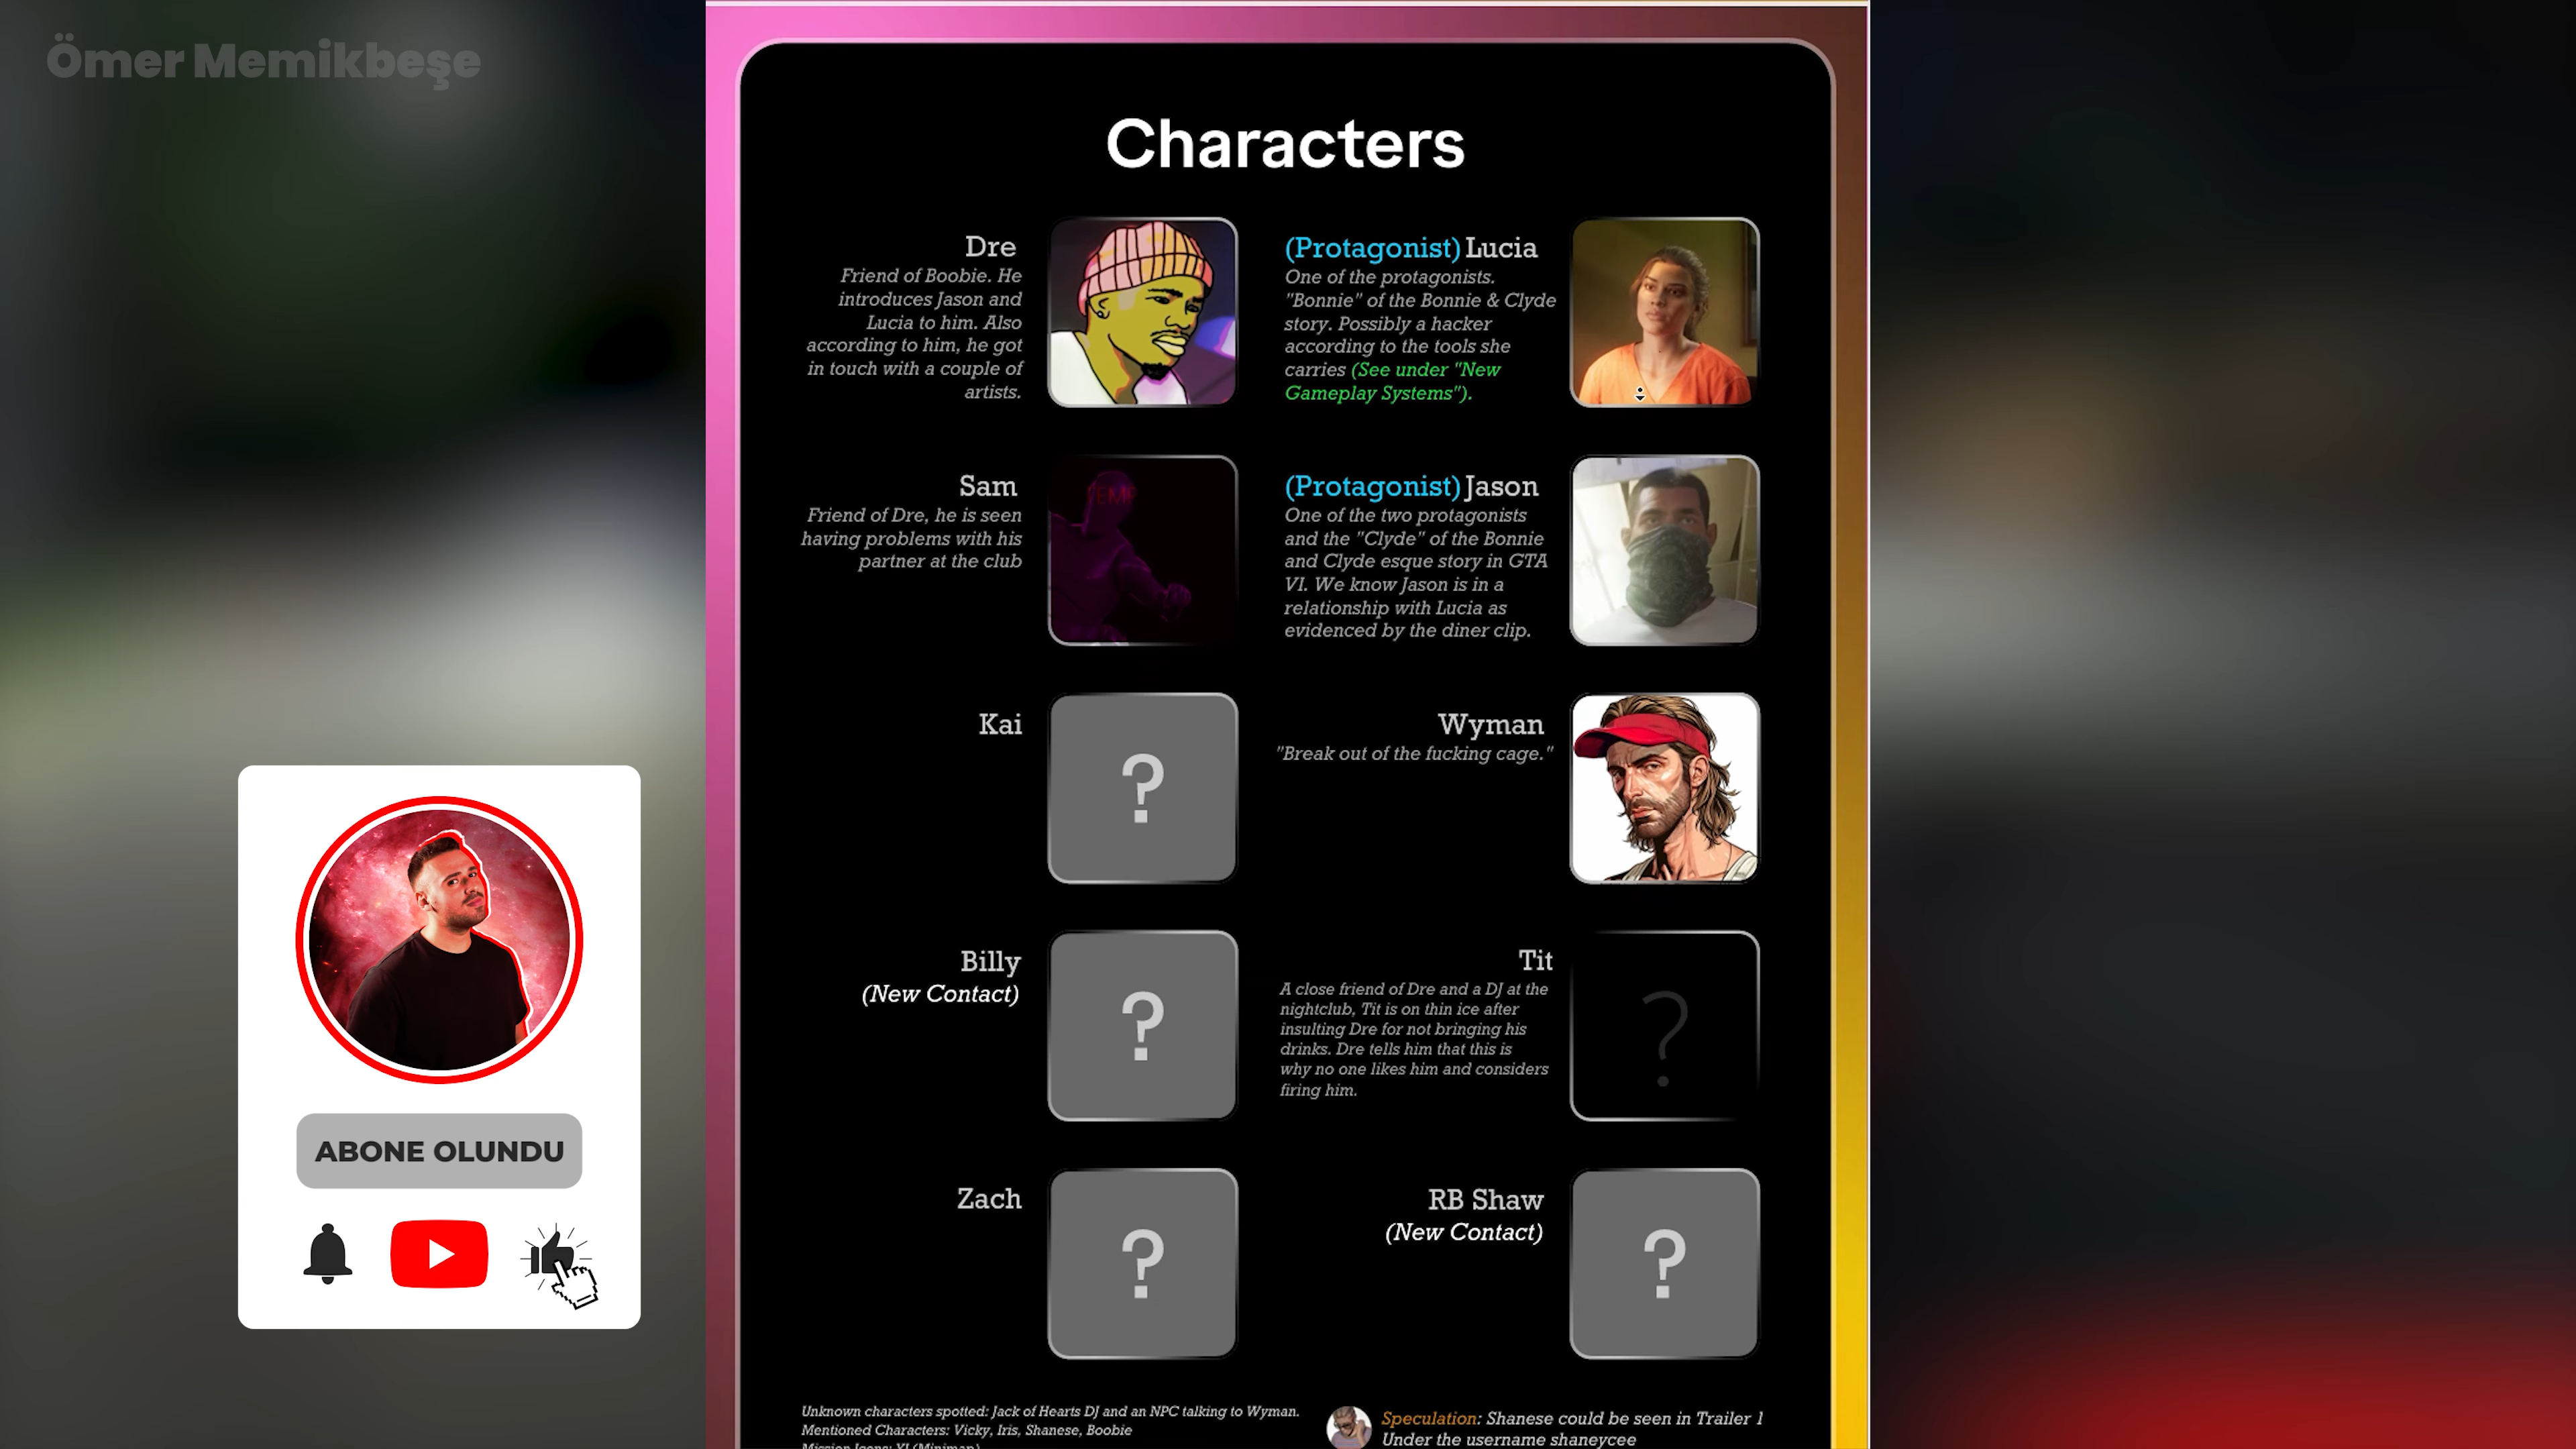 Ömer Memikbeşe
Characters
Dre
Friend of Boobie. He
introduces Jason and
Lucia to him. Also
according to him, he got
in touch with a couple of
artists.
(Protagonist) Lucia
One of the protagonists.
"Bonnie" of the Bonnie & Clyde
story. Possibly a hacker
according to the tools she
carries (See under "New
Gameplay Systems").
Sam
Friend of Dre, he is seen
having problems with his
partner at the club
(Protagonist) Jason
One of the two protagonists
and the "Clyde" of the Bonnie
and Clyde esque story in GTA
VI. We know Jason is in a
relationship with Lucia as
evidenced by the diner clip.
Kai
?
Wyman
"Break out of the fucking cage."
Billy
(New Contact)
?
Tit
A close friend of Dre and a DJ at the
nightclub, Tit is on thin ice after
insulting Dre for not bringing his
drinks. Dre tells him that this is
why no one likes him and considers
firing him.
?
Zach
?
RB Shaw
(New Contact)
?
Unknown characters spotted: Jack of Hearts DJ and an NPC talking to Wyman.
Mentioned Characters: Vicky, Iris, Shanese, Boobie
Speculation: Shanese could be seen in Trailer 1
Under the username shaneycee
ABONE OLUNDU